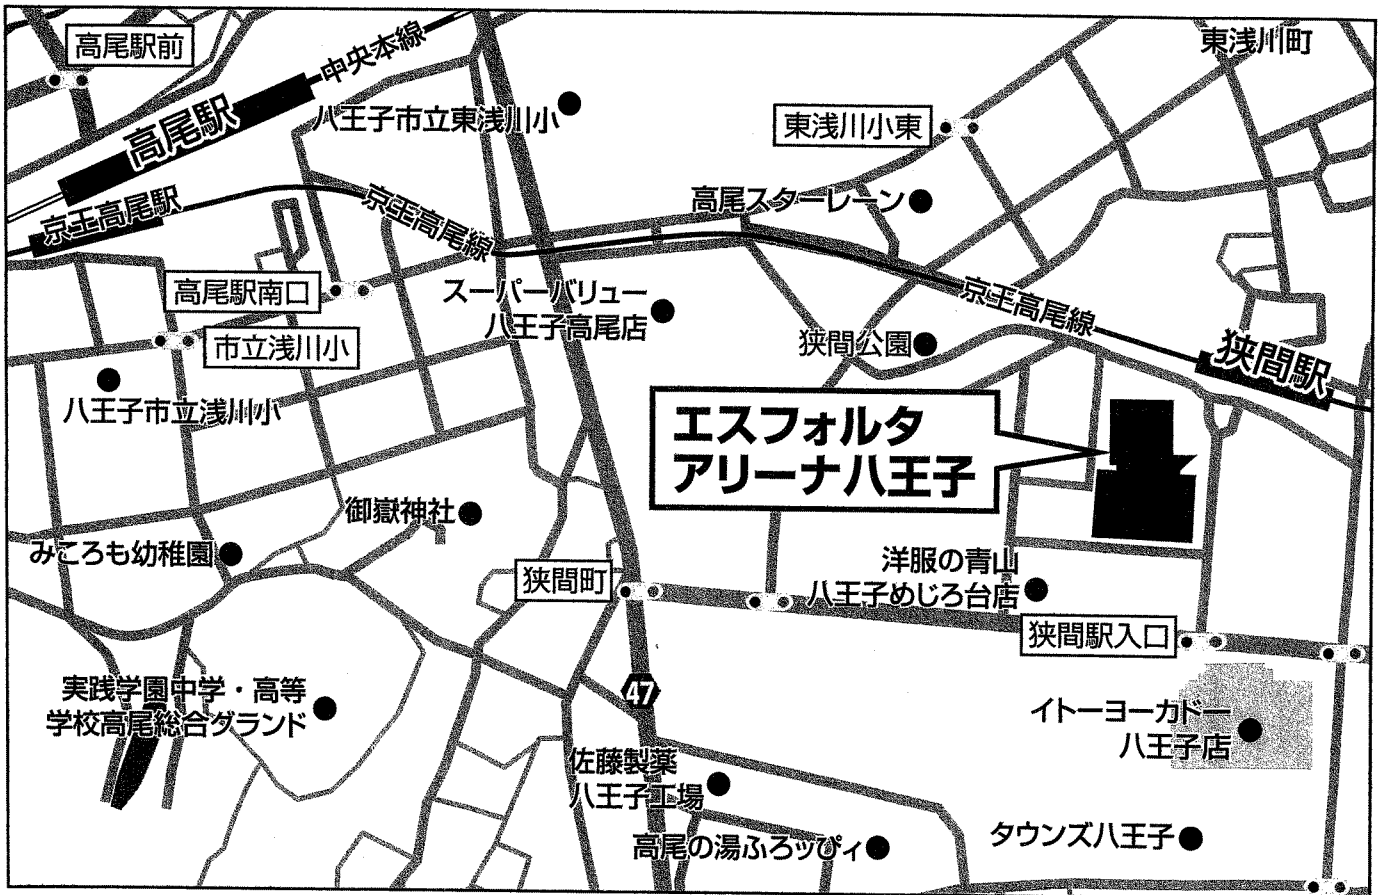 高尾駅前
中央本線
東浅川町
高尾駅
八王子市立東浅川小
東浅川小東
京王高尾駅
京王高尾線
高尾スターレーン
高尾駅南口
スーパーバリュー
八王子高尾店
京王高尾線
市立浅川小
狭間公園
狭間駅
八王子市立浅川小
エスフォルタ
アリーナ八王子
御嶽神社
みころも幼稚園
狭間町
洋服の青山
八王子めじろ台店
狭間駅入口
47
実践学園中学・高等
学校高尾総合グランド
イトーヨーカドー
八王子店
佐藤製薬
八王子工場
高尾の湯ふろッぴィ
タウンズ八王子